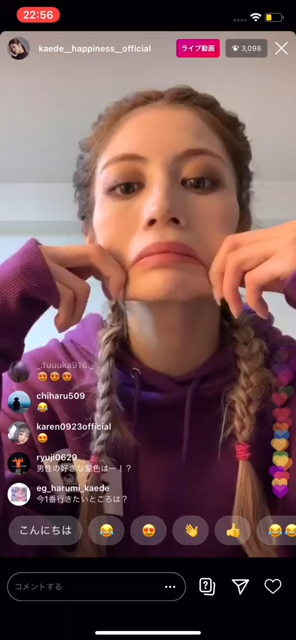 22:56
kaede__happiness__official
ライブ動画
3,098
_.fuuuka916._
😍😍😍
chiharu509
😂
karen0923official
😍
ryuji0629
男性の好きな髪色はー！？
eg_harumi_kaede
今1番行きたいところは？
こんにちは 😂 😍 👋 👍 😂😂
コメントする